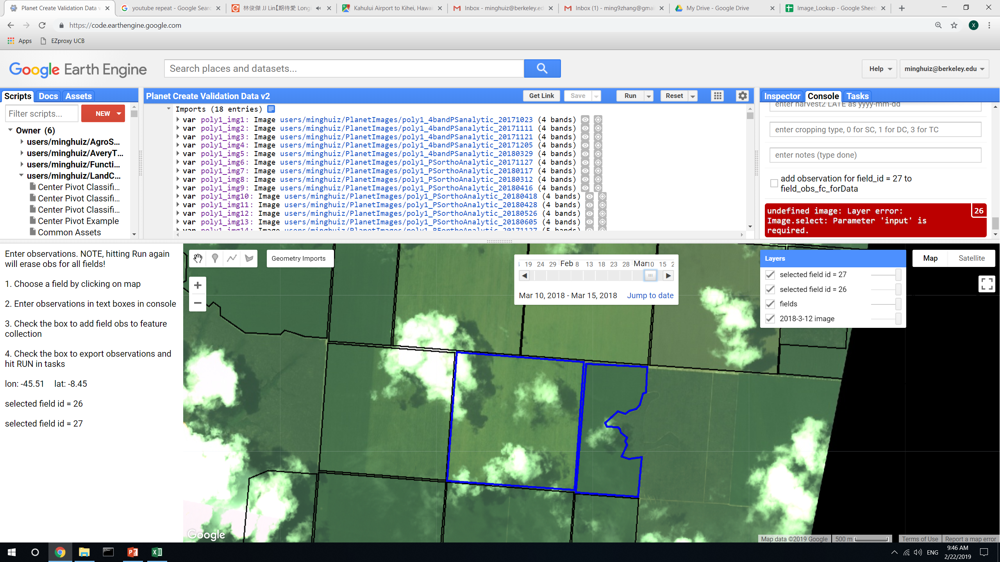 Planet Create Validation Data v
youtube repeat - Google Searc
林俊傑 JJ Lin【期待愛 Long
Kahului Airport to Kihei, Hawai
Inbox - minghuiz@berkeley.ed
Inbox (1) - ming9zhang@gmai
My Drive - Google Drive
Image_Lookup - Google Sheet
https://code.earthengine.google.com
X
Apps
EZproxy UCB
Google Earth Engine
Search places and datasets...
Help
minghuiz@berkeley.edu
Scripts Docs Assets
Filter scripts...
NEW
Owner (6)
users/minghuiz/AgroS...
users/minghuiz/AveryT...
users/minghuiz/Functi...
users/minghuiz/LandC...
Center Pivot Classifi...
Center Pivot Classifi...
Center Pivot Classifi...
Center Pivot Example
Common Assets
Planet Create Validation Data v2
Get Link Save Run Reset
Imports (18 entries)
var poly1_img1: Image users/minghuiz/PlanetImages/poly1_4bandPSanalytic_20171023 (4 bands)
var poly1_img2: Image users/minghuiz/PlanetImages/poly1_4bandPSanalytic_20171111 (4 bands)
var poly1_img3: Image users/minghuiz/PlanetImages/poly1_4bandPSanalytic_20171121 (4 bands)
var poly1_img4: Image users/minghuiz/PlanetImages/poly1_4bandPSanalytic_20171205 (4 bands)
var poly1_img5: Image users/minghuiz/PlanetImages/poly1_4bandPSanalytic_20180329 (4 bands)
var poly1_img6: Image users/minghuiz/PlanetImages/poly1_PSorthoAnalytic_20171127 (4 bands)
var poly1_img7: Image users/minghuiz/PlanetImages/poly1_PSorthoAnalytic_20180117 (4 bands)
var poly1_img8: Image users/minghuiz/PlanetImages/poly1_PSorthoAnalytic_20180312 (4 bands)
var poly1_img9: Image users/minghuiz/PlanetImages/poly1_PSorthoAnalytic_20180416 (4 bands)
var poly1_img10: Image users/minghuiz/PlanetImages/poly1_PSorthoAnalytic_20180418 (4 bands)
var poly1_img11: Image users/minghuiz/PlanetImages/poly1_PSorthoAnalytic_20180428 (4 bands)
var poly1_img12: Image users/minghuiz/PlanetImages/poly1_PSorthoAnalytic_20180526 (4 bands)
var poly1_img13: Image users/minghuiz/PlanetImages/poly1_PSorthoAnalytic_20180605 (4 bands)
var poly1_img14: Image users/minghuiz/PlanetImages/poly1_REorthoAnalytic_20171127 (5 bands)
Inspector Console Tasks
enter harvest2 LATE as yyyy-mm-dd
enter cropping type, 0 for SC, 1 for DC, 3 for TC
enter notes (type done)
add observation for field_id = 27 to
field_obs_fc_forData
undefined image: Layer error:
Image.select: Parameter 'input' is
required.
26
Enter observations. NOTE, hitting Run again
will erase obs for all fields!
1. Choose a field by clicking on map
2. Enter observations in text boxes in console
3. Check the box to add field obs to feature
collection
4. Check the box to export observations and
hit RUN in tasks
lon: -45.51 lat: -8.45
selected field id = 26
selected field id = 27
Geometry Imports
19 24 29 Feb 8 13 18 23 28 Mar 10 15
Mar 10, 2018 - Mar 15, 2018 Jump to date
Layers
selected field id = 27
selected field id = 26
fields
2018-3-12 image
Map Satellite
Google
Map data ©2019 Google
500 m
Terms of Use
Report a map error
ENG
9:46 AM
2/22/2019